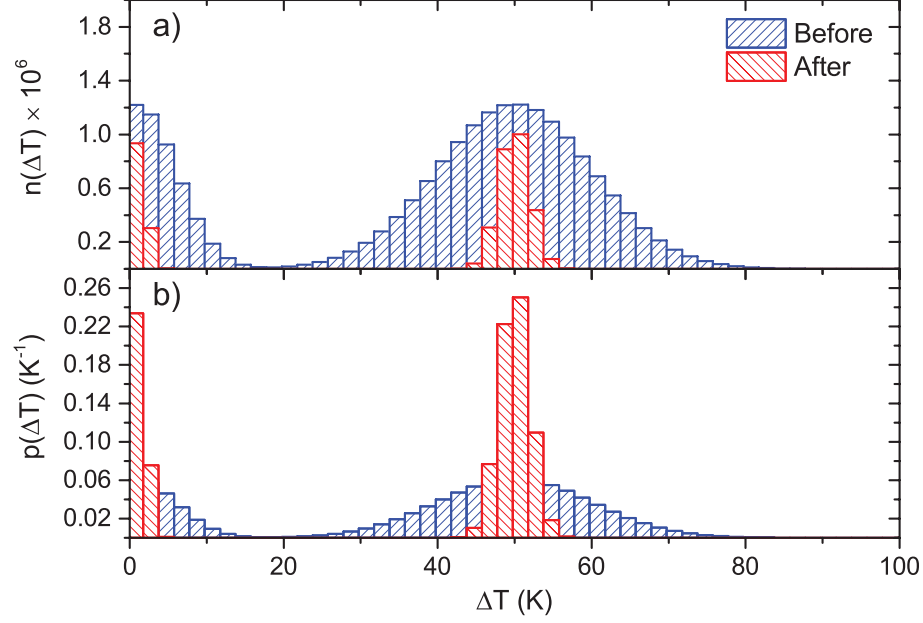 a)
Before
After
n(ΔT) × 10⁶
1.8
1.4
1.0
0.6
0.2
b)
p(ΔT) (K⁻¹)
0.26
0.22
0.18
0.14
0.10
0.06
0.02
0 20 40 60 80 100
ΔT (K)